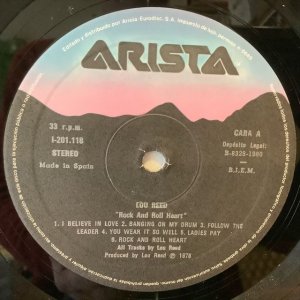 Editado y distribuido por Ariola-Eurodisc S.A.
ARISTA
33 r.p.m.
I-201.118
STEREO
Made in Spain
CARA A
Depósito Legal:
B-8328-1980
B.I.E.M.
LOU REED
"Rock And Roll Heart"
1. I BELIEVE IN LOVE 2. BANGING ON MY DRUM 3. FOLLOW THE
LEADER 4. YOU WEAR IT SO WELL 5. LADIES PAY
6. ROCK AND ROLL HEART
All Tracks by Lou Reed
Produced by Lou Reed ℗ 1976